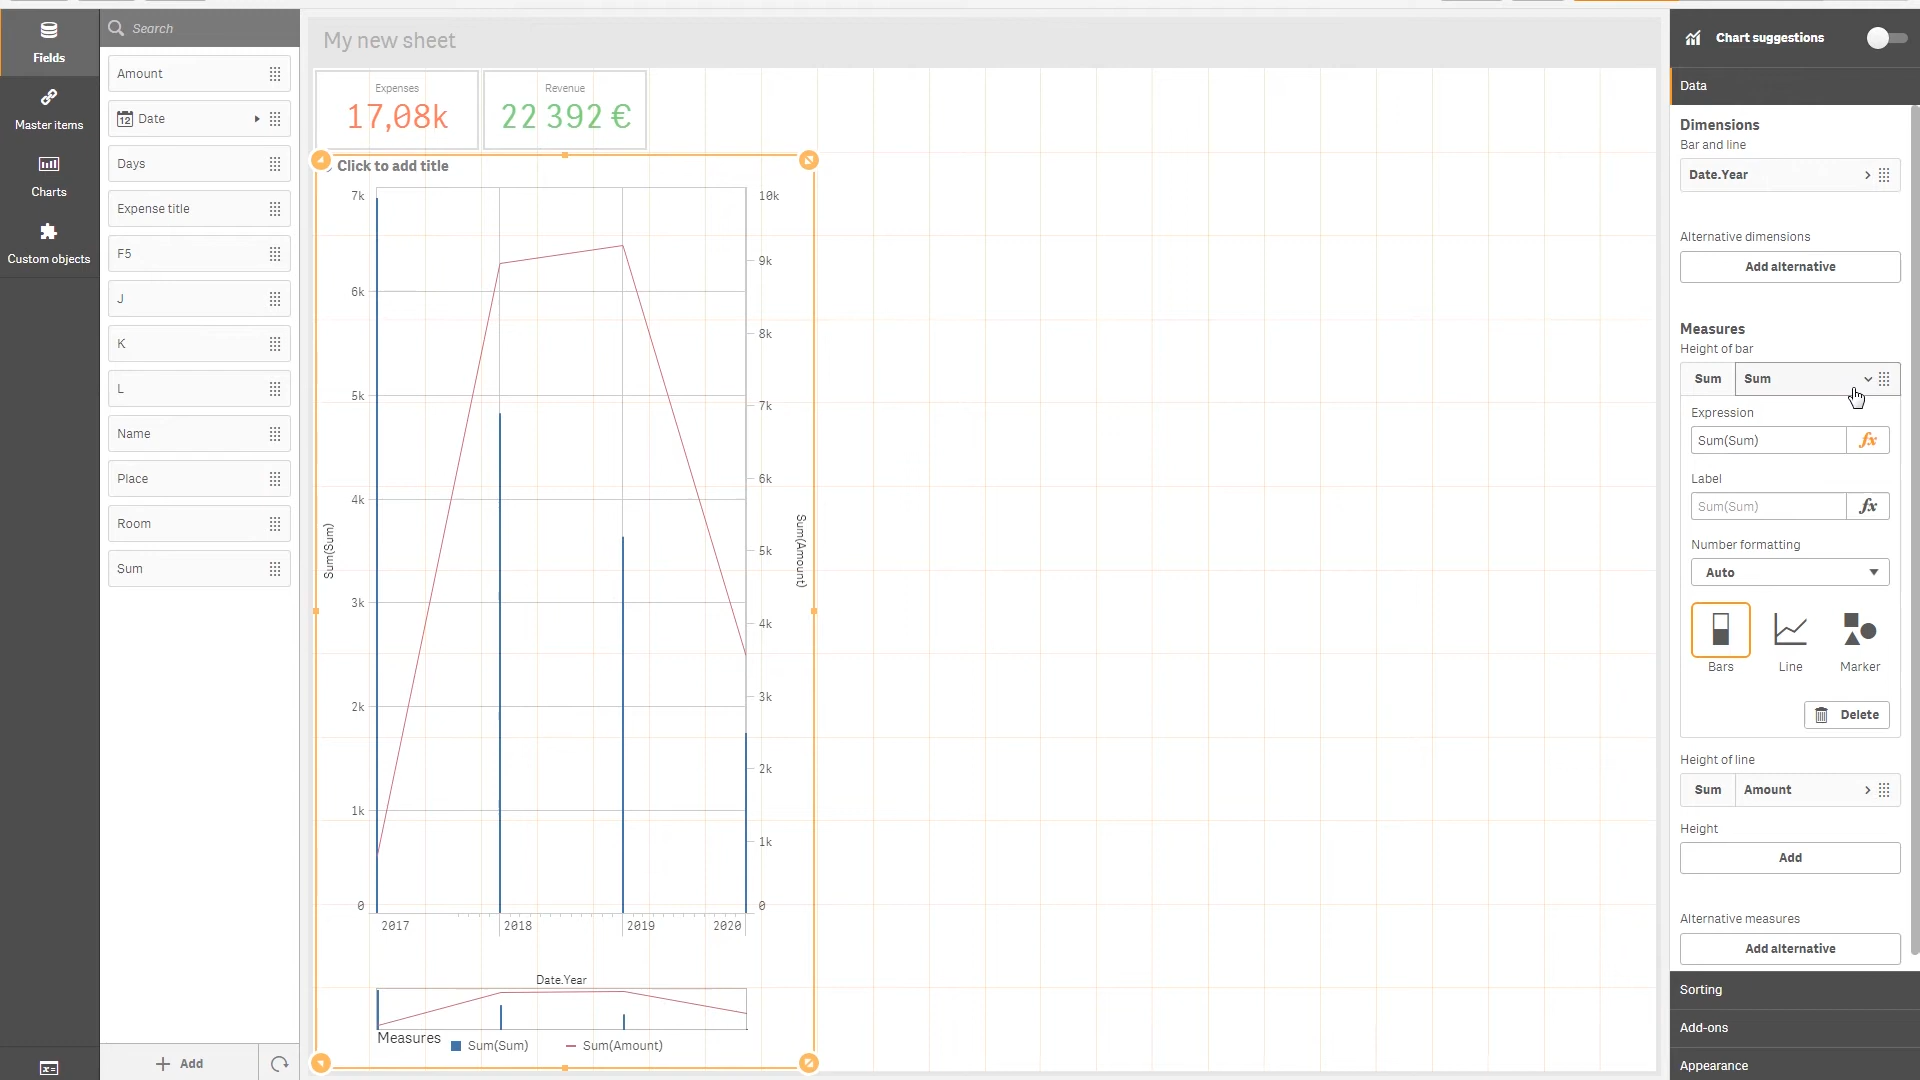 Fields
Master items
Charts
Custom objects
Search
Amount
12 Date
Days
Expense title
F5
J
K
L
Name
Place
Room
Sum
Add
My new sheet
Expenses
17,08k
Revenue
22 392 €
Click to add title
7k
6k
5k
4k
3k
2k
1k
0
Sum(Sum)
10k
9k
8k
7k
6k
5k
4k
3k
2k
1k
0
Sum(Amount)
2017 2018 2019 2020
Date.Year
Measures Sum(Sum) Sum(Amount)
Chart suggestions
Data
Dimensions
Bar and line
Date.Year
Alternative dimensions
Add alternative
Measures
Height of bar
Sum Sum
Expression
Sum(Sum) fx
Label
Sum(Sum) fx
Number formatting
Auto
Bars Line Marker
Delete
Height of line
Sum Amount
Height
Add
Alternative measures
Add alternative
Sorting
Add-ons
Appearance